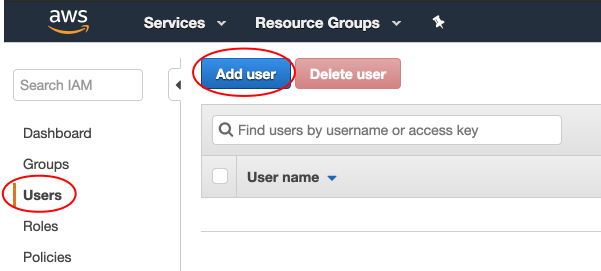 aws Services Resource Groups
Search IAM
Add user Delete user
Find users by username or access key
Dashboard
Groups
User name
Users
Roles
Policies